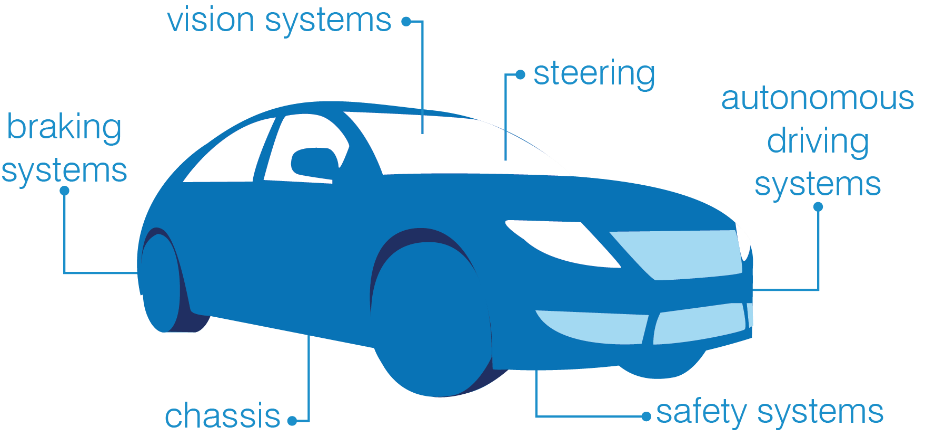 vision systems
steering
autonomous
driving
systems
braking
systems
chassis
safety systems